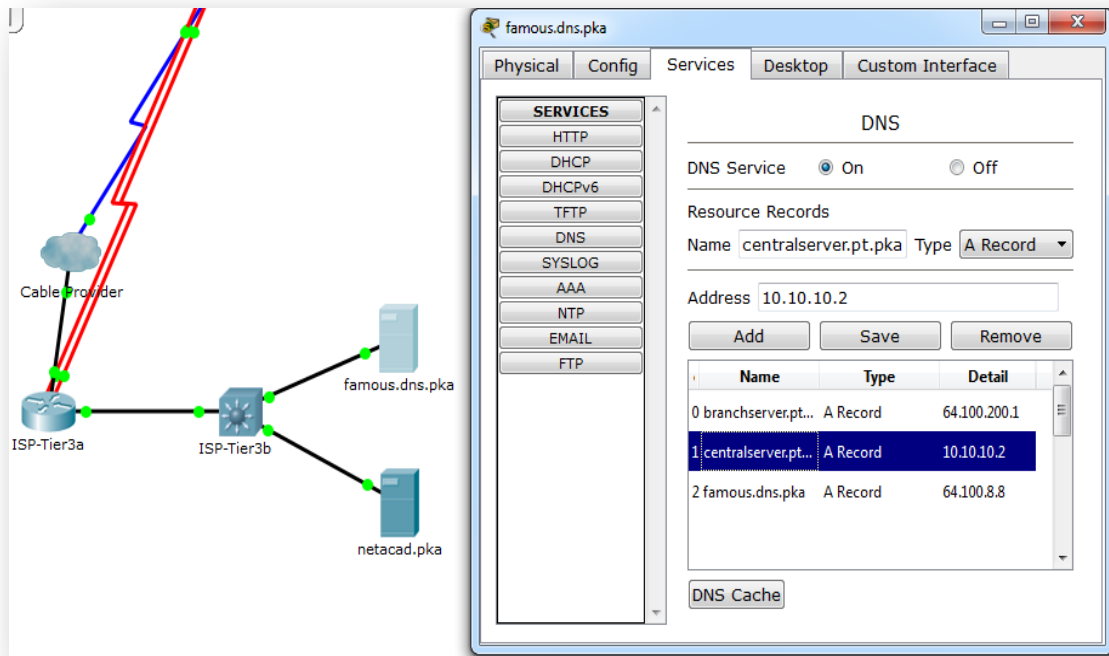 famous.dns.pka
Physical Config Services Desktop Custom Interface
SERVICES
HTTP
DHCP
DHCPv6
TFTP
DNS
SYSLOG
AAA
NTP
EMAIL
FTP
DNS
DNS Service On Off
Resource Records
Name centralserver.pt.pka Type A Record
Address 10.10.10.2
Add Save Remove
Name Type Detail
0 branchserver.pt... A Record 64.100.200.1
1 centralserver.pt... A Record 10.10.10.2
2 famous.dns.pka A Record 64.100.8.8
DNS Cache
Cable Provider
famous.dns.pka
ISP-Tier3a
ISP-Tier3b
netacad.pka